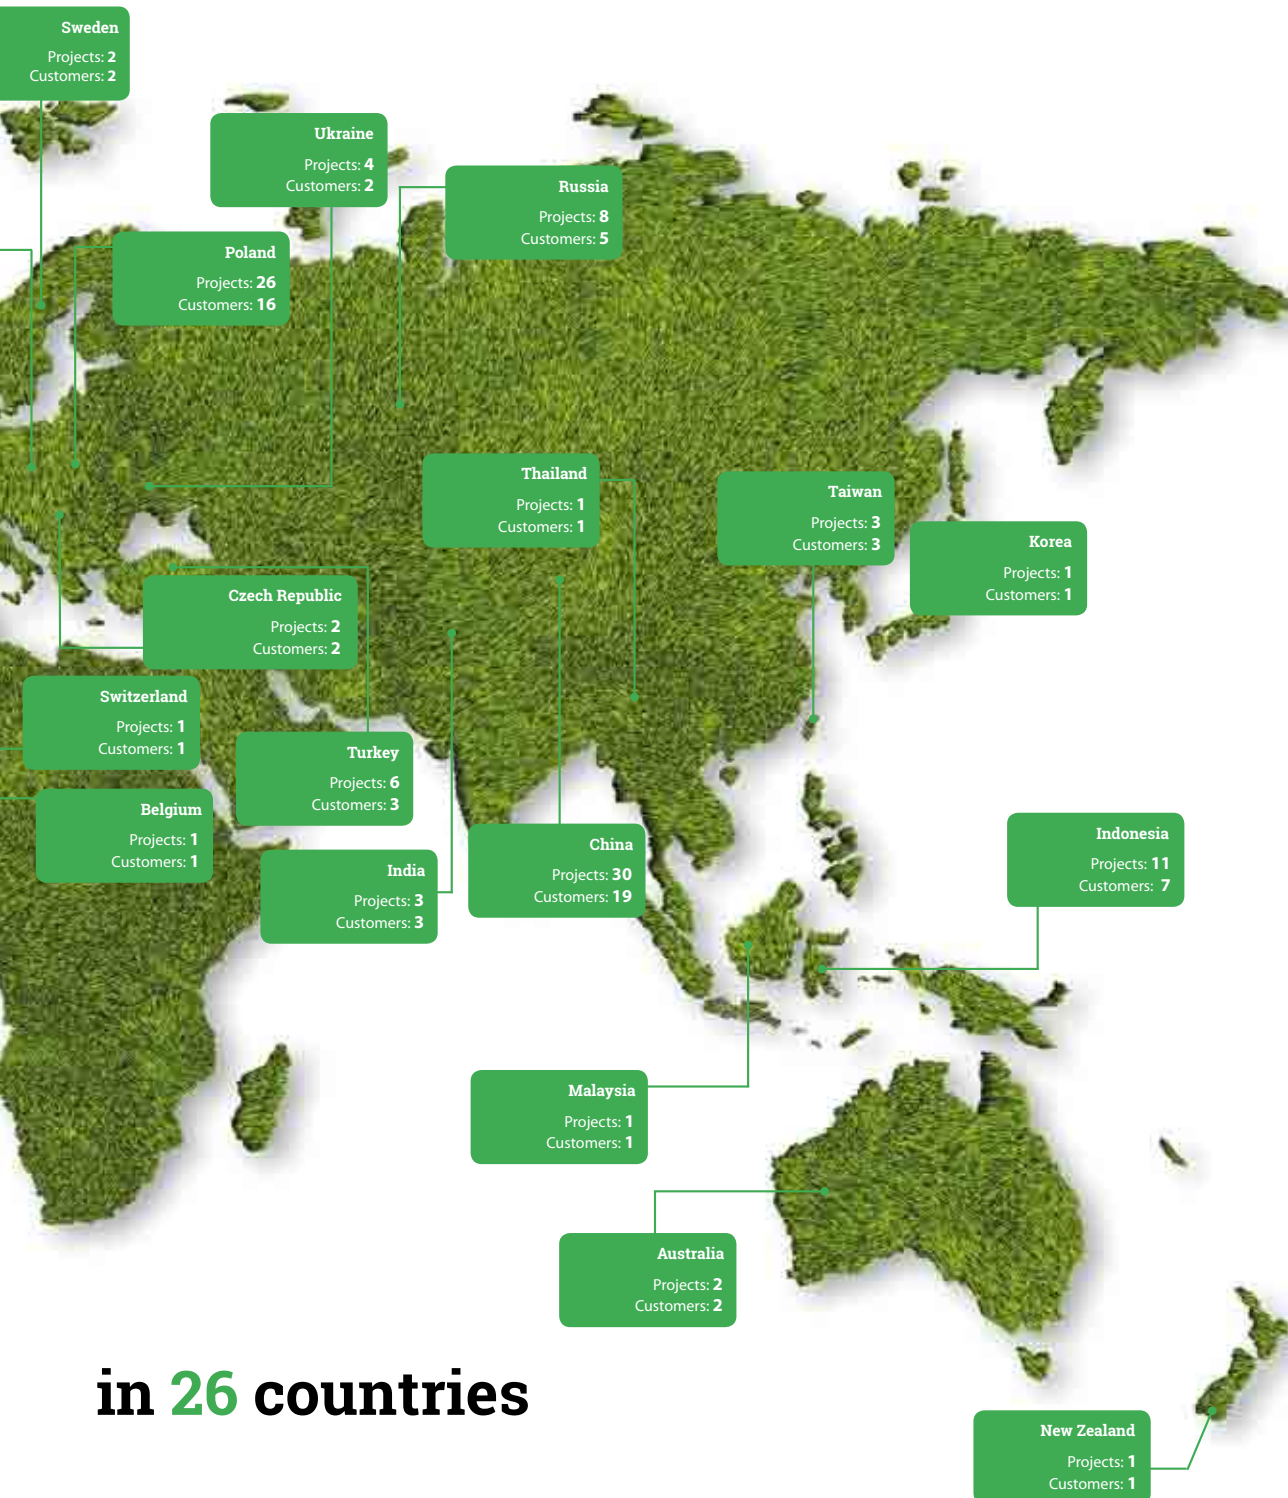 Sweden
Projects: 2
Customers: 2
Ukraine
Projects: 4
Customers: 2
Russia
Projects: 8
Customers: 5
Poland
Projects: 26
Customers: 16
Thailand
Projects: 1
Customers: 1
Taiwan
Projects: 3
Customers: 3
Korea
Projects: 1
Customers: 1
Czech Republic
Projects: 2
Customers: 2
Switzerland
Projects: 1
Customers: 1
Turkey
Projects: 6
Customers: 3
Belgium
Projects: 1
Customers: 1
India
Projects: 3
Customers: 3
China
Projects: 30
Customers: 19
Indonesia
Projects: 11
Customers: 7
Malaysia
Projects: 1
Customers: 1
Australia
Projects: 2
Customers: 2
in 26 countries
New Zealand
Projects: 1
Customers: 1